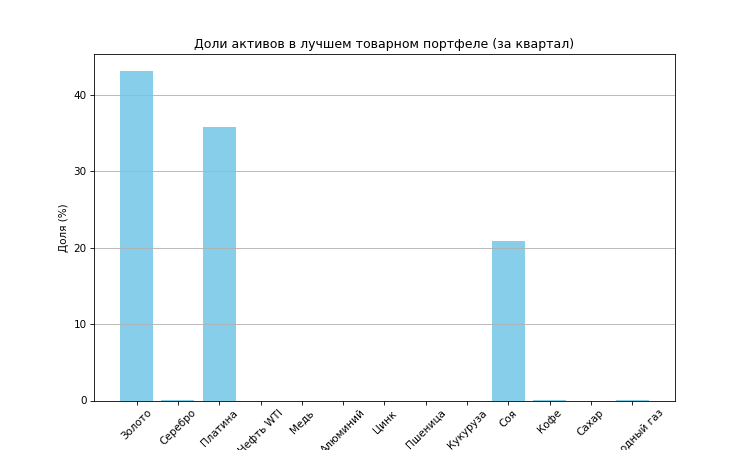 Доли активов в лучшем товарном портфеле (за квартал)
Доля (%)
40
30
20
10
0
Золото
Серебро
Платина
Нефть WTI
Медь
Алюминий
Цинк
Пшеница
Кукуруза
Соя
Кофе
Сахар
одный газ